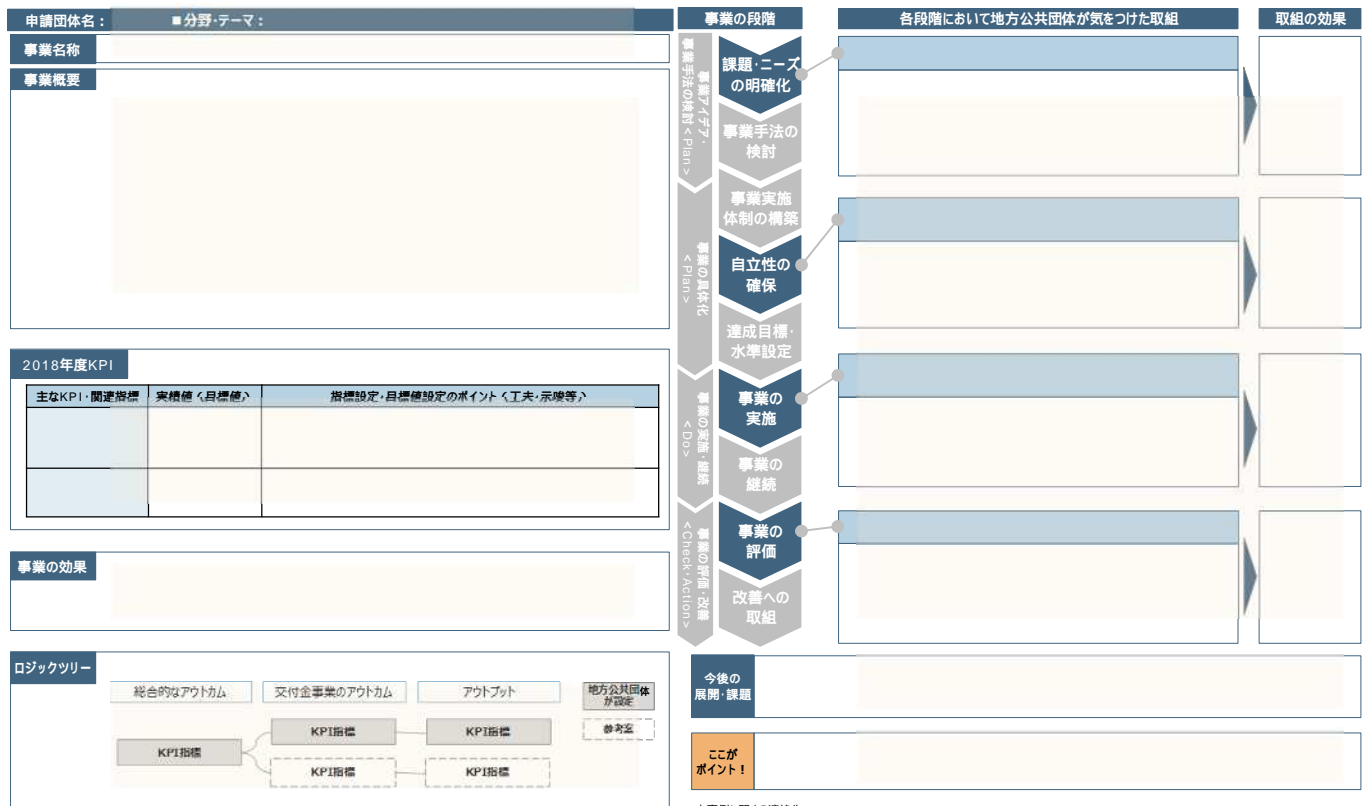 申請団体名： ■分野・テーマ：
事業名称
事業概要
2018年度KPI
主なKPI・関連指標 実績値（目標値） 指標設定・目標値設定のポイント（工夫・示唆等）
事業の効果
ロジックツリー
総合的なアウトカム 交付金事業のアウトカム アウトプット 地方公共団体
が設定
KPI指標 KPI指標 参考案
KPI指標
KPI指標 KPI指標
事業の段階 各段階において地方公共団体が気をつけた取組 取組の効果
事業アイデア・
事業手法の検討<Plan>
課題・ニーズ
の明確化
事業手法の
検討
事業の具体化
<Plan>
事業実施
体制の構築
自立性の
確保
達成目標・
水準設定
事業の実施・継続
<Do>
事業の
実施
事業の
継続
事業の評価・改善
<Check・Action>
事業の
評価
改善への
取組
今後の
展開・課題
ここが
ポイント！